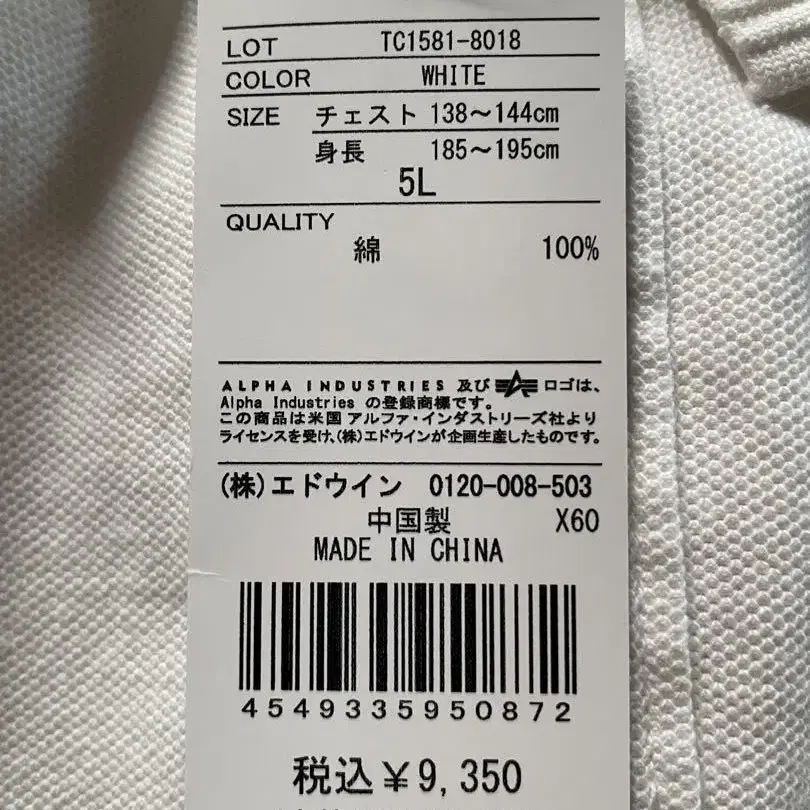 LOT TC1581-8018
COLOR WHITE
SIZE チェスト 138〜144cm
身長 185〜195cm
5L
QUALITY
綿 100%
ALPHA INDUSTRIES 及び ロゴは、
Alpha Industries の登録商標です。
この商品は米国 アルファ・インダストリーズ社より
ライセンスを受け、(株)エドウインが企画生産したものです。
(株)エドウイン 0120-008-503
中国製 X60
MADE IN CHINA
4549335950872
税込¥9,350